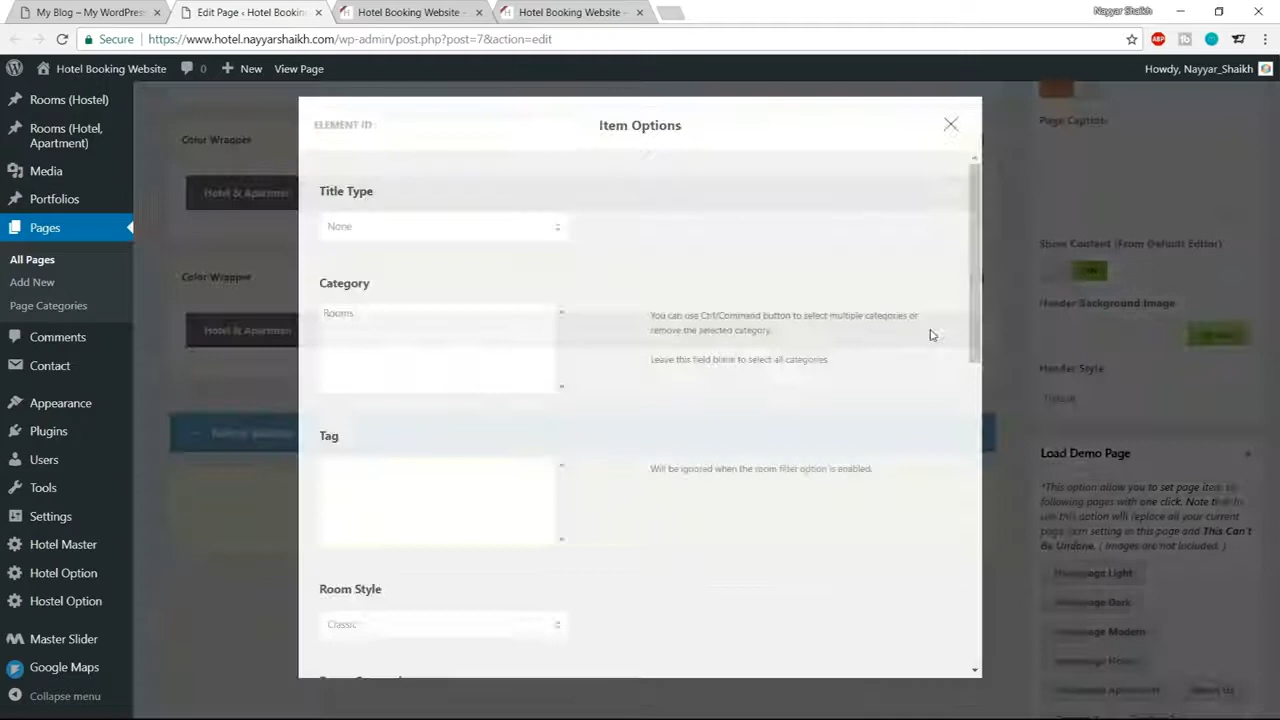 My Blog – My WordPress
Edit Page ‹ Hotel Bookin
Hotel Booking Website –
Hotel Booking Website –
Nayyar Shaikh
Secure
https://www.hotel.nayyarshaikh.com/wp-admin/post.php?post=7&action=edit
ABP
Hotel Booking Website
0
New
View Page
Howdy, Nayyar_Shaikh
Rooms (Hostel)
Rooms (Hotel,
Apartment)
Media
Portfolios
Pages
All Pages
Add New
Page Categories
Comments
Contact
Appearance
Plugins
Users
Tools
Settings
Hotel Master
Hotel Option
Hostel Option
Master Slider
Google Maps
Collapse menu
Color Wrapper
Hotel & Apartmen
Color Wrapper
Hotel & Apartmen
ELEMENT ID :
Item Options
Title Type
None
Category
Rooms
You can use Ctrl/Command button to select multiple categories or
remove the selected category.
Leave this field blank to select all categories
Tag
Will be ignored when the room filter option is enabled.
Room Style
Classic
Page Caption
Show Content (From Default Editor)
Header Background Image
Header Style
Load Demo Page
*This option allow you to set page item to
following pages with one click. Note that to
use this option will replace all your current
page item setting in this page and This Can't
Be Undone. ( Images are not included. )
Homepage Light
Homepage Dark
Homepage Modern
Homepage Hostel
Homepage Apartment
About Us